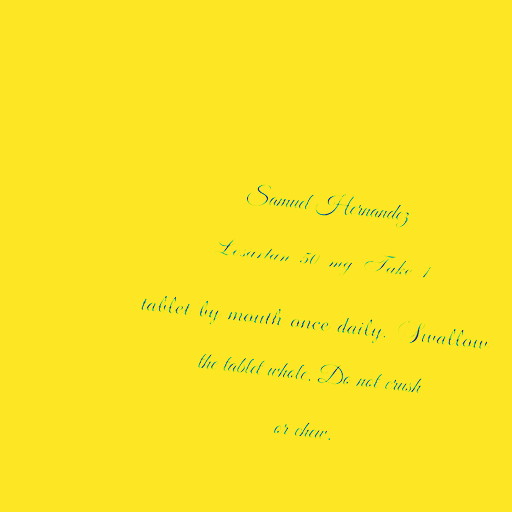 Samuel Hernandez
Losartan 50 mg Take 1
tablet by mouth once daily. Swallow
the tablet whole. Do not crush
or chew.